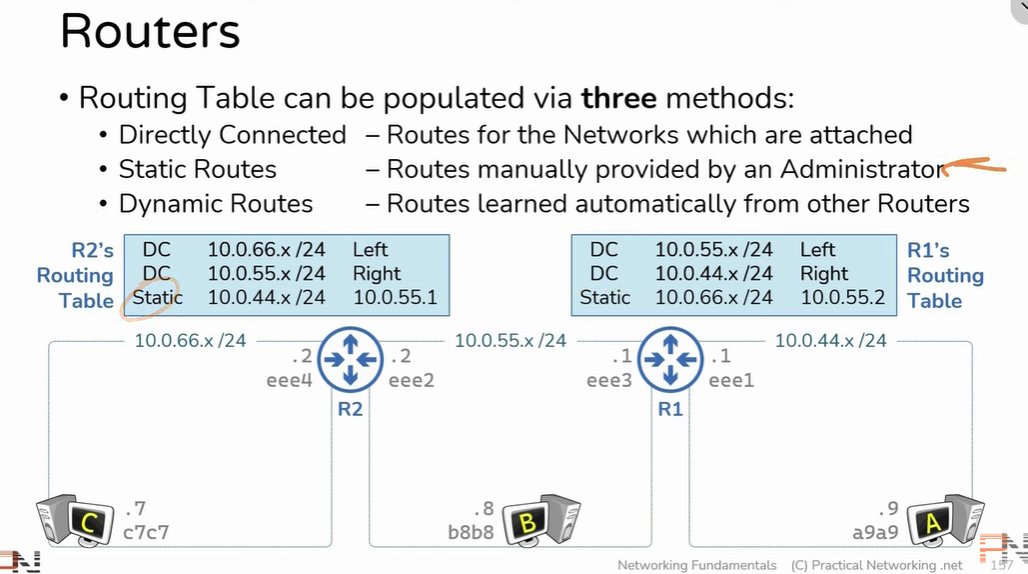 Routers
• Routing Table can be populated via three methods:
• Directly Connected – Routes for the Networks which are attached
• Static Routes – Routes manually provided by an Administrator
• Dynamic Routes – Routes learned automatically from other Routers
R2's Routing Table
DC 10.0.66.x /24 Left
DC 10.0.55.x /24 Right
Static 10.0.44.x /24 10.0.55.1
DC 10.0.55.x /24 Left
DC 10.0.44.x /24 Right
Static 10.0.66.x /24 10.0.55.2
R1's Routing Table
10.0.66.x /24
10.0.55.x /24
10.0.44.x /24
.2
eee4
.2
eee2
R2
.1
eee3
.1
eee1
R1
C
.7
c7c7
.8
b8b8
B
.9
a9a9
A
Networking Fundamentals (C) Practical Networking .net
157
PN